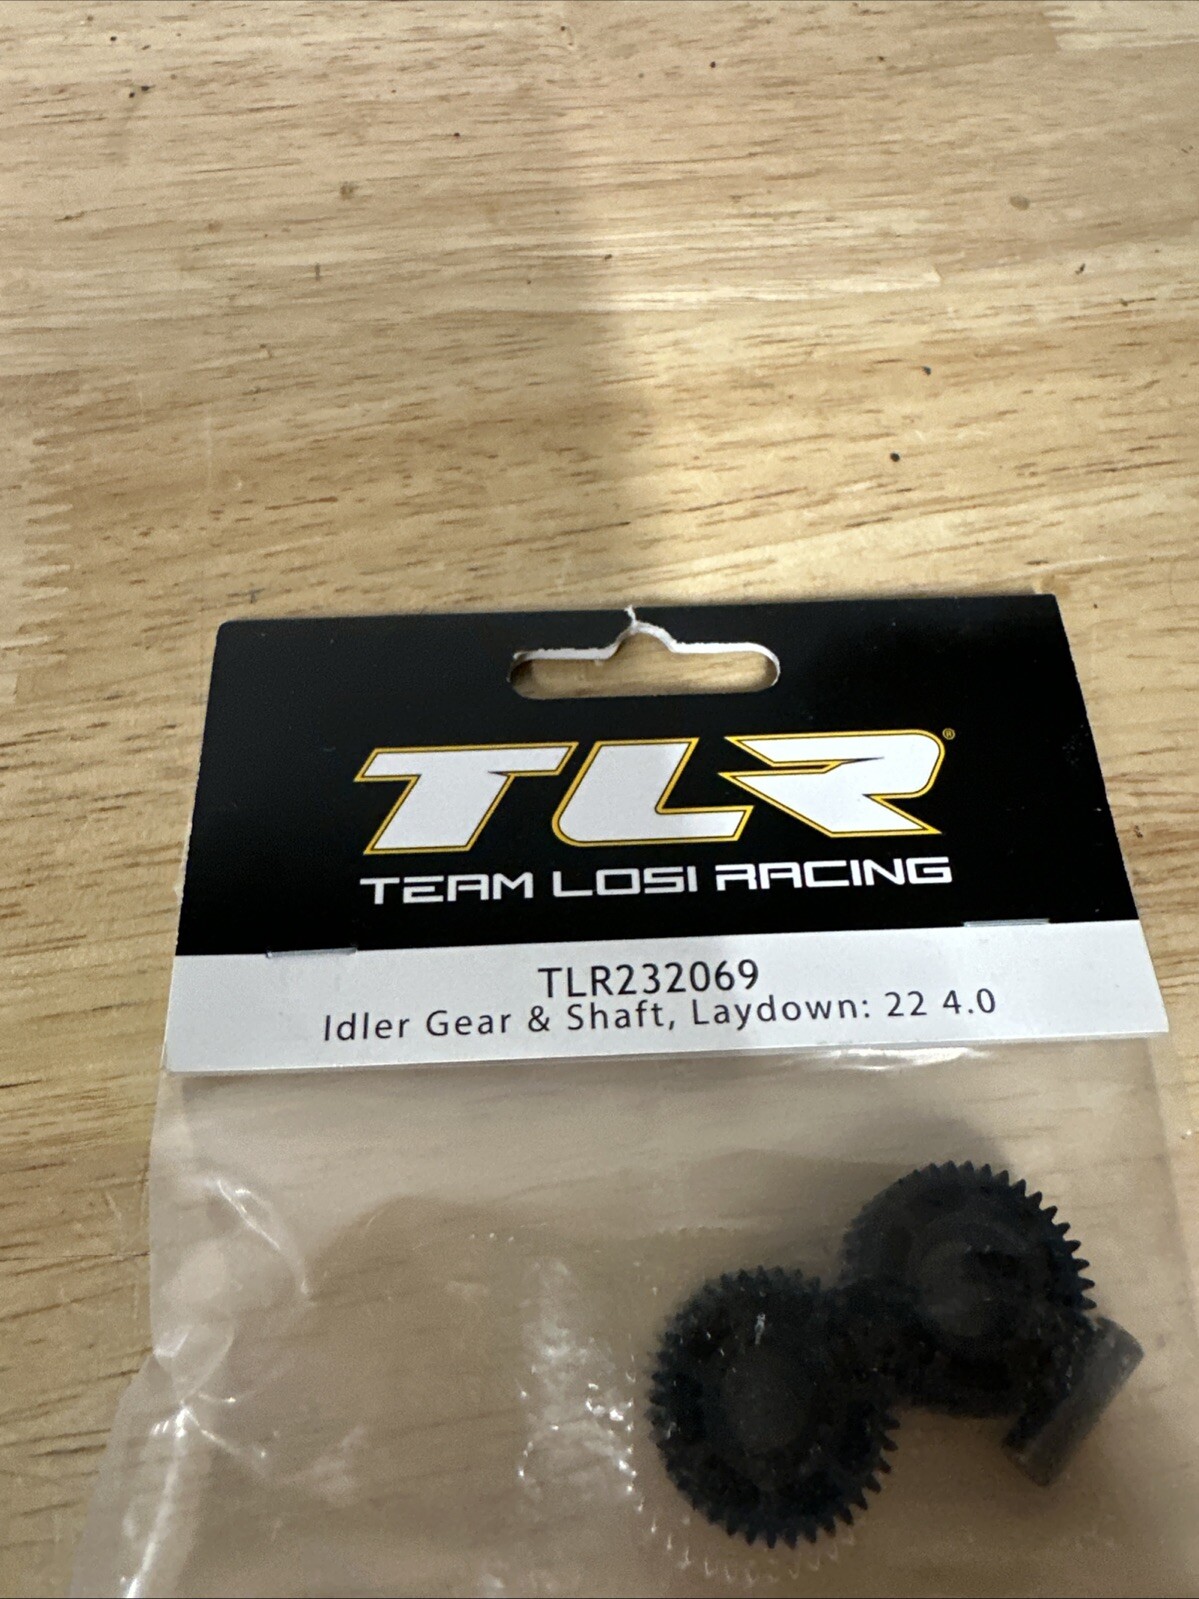 TLR®
TEAM LOSI RACING
TLR232069
Idler Gear & Shaft, Laydown: 22 4.0